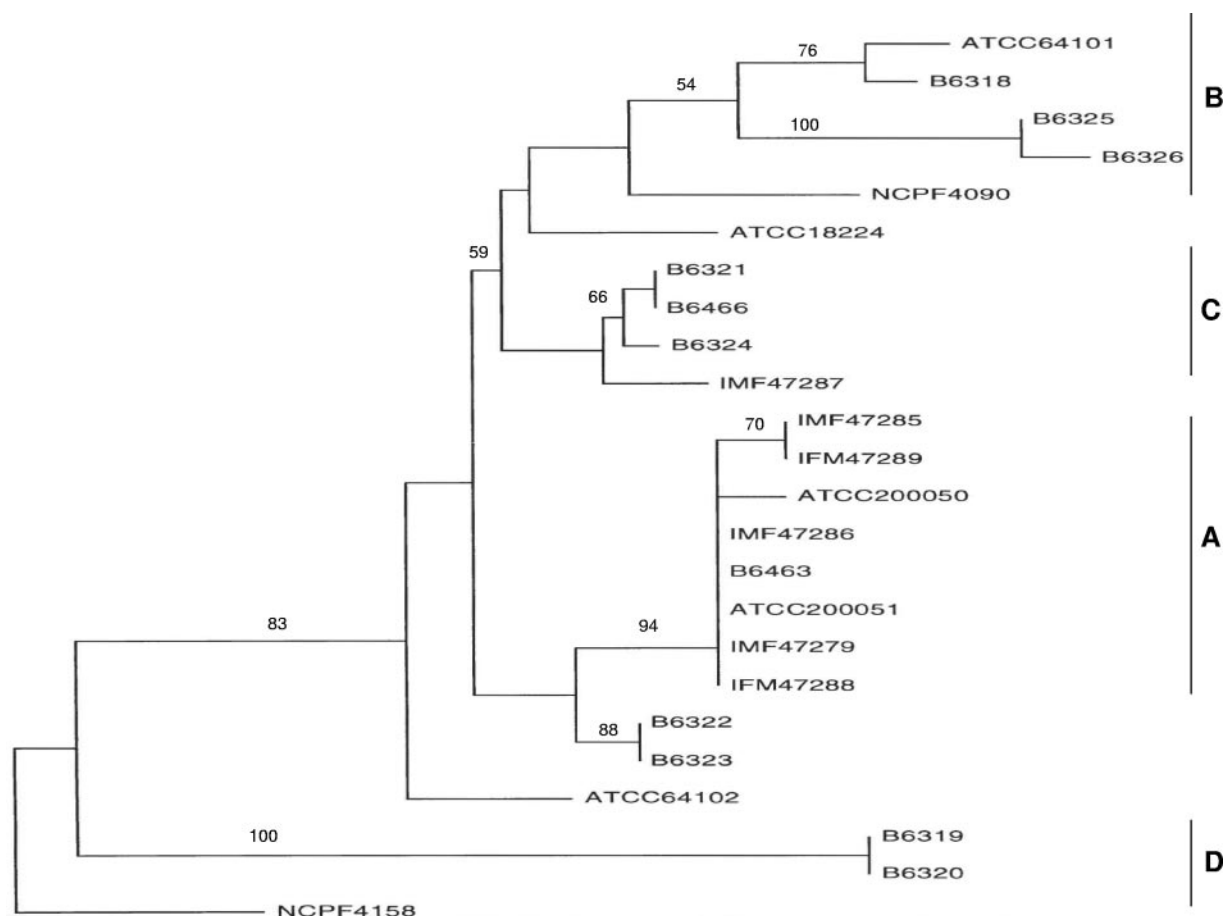 ATCC64101
76
B6318
54
B
B6325
100
B6326
NCPF4090
ATCC18224
59
B6321
66
B6466
C
B6324
IMF47287
IMF47285
70
IFM47289
ATCC200050
IMF47286
A
B6463
ATCC200051
83
94
IMF47279
IFM47288
B6322
88
B6323
ATCC64102
100
B6319
D
B6320
NCPF4158